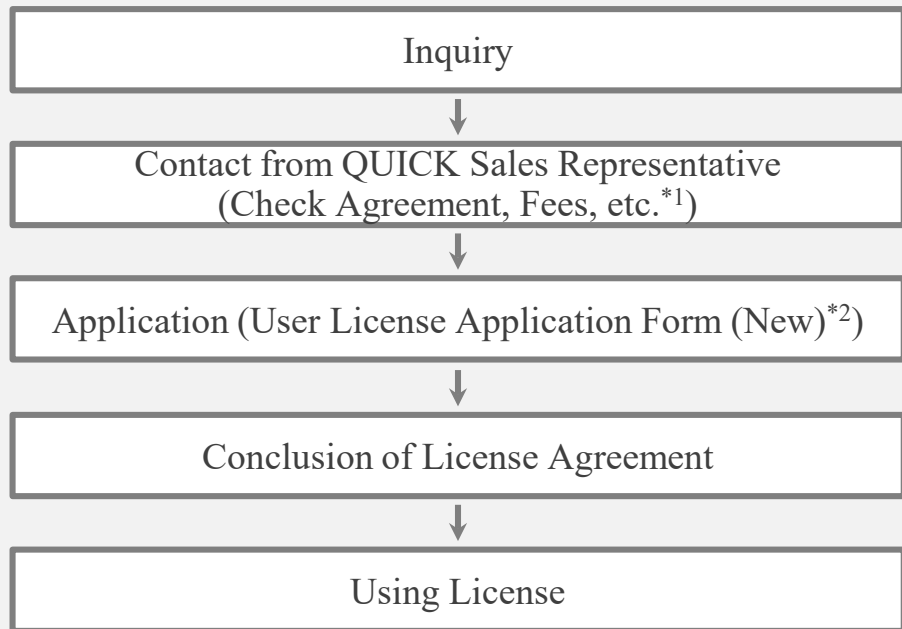 Inquiry
Contact from QUICK Sales Representative
(Check Agreement, Fees, etc.*1)
Application (User License Application Form (New)*2)
Conclusion of License Agreement
Using License